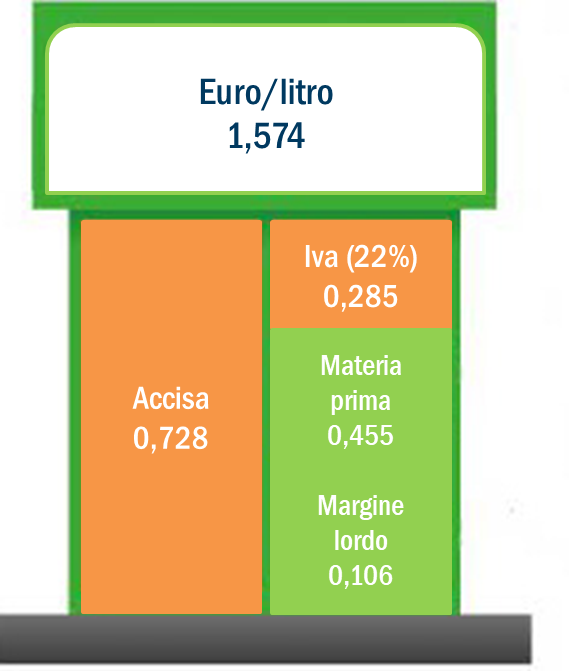 Euro/litro
1,574
Accisa
0,728
Iva (22%)
0,285
Materia
prima
0,455
Margine
lordo
0,106